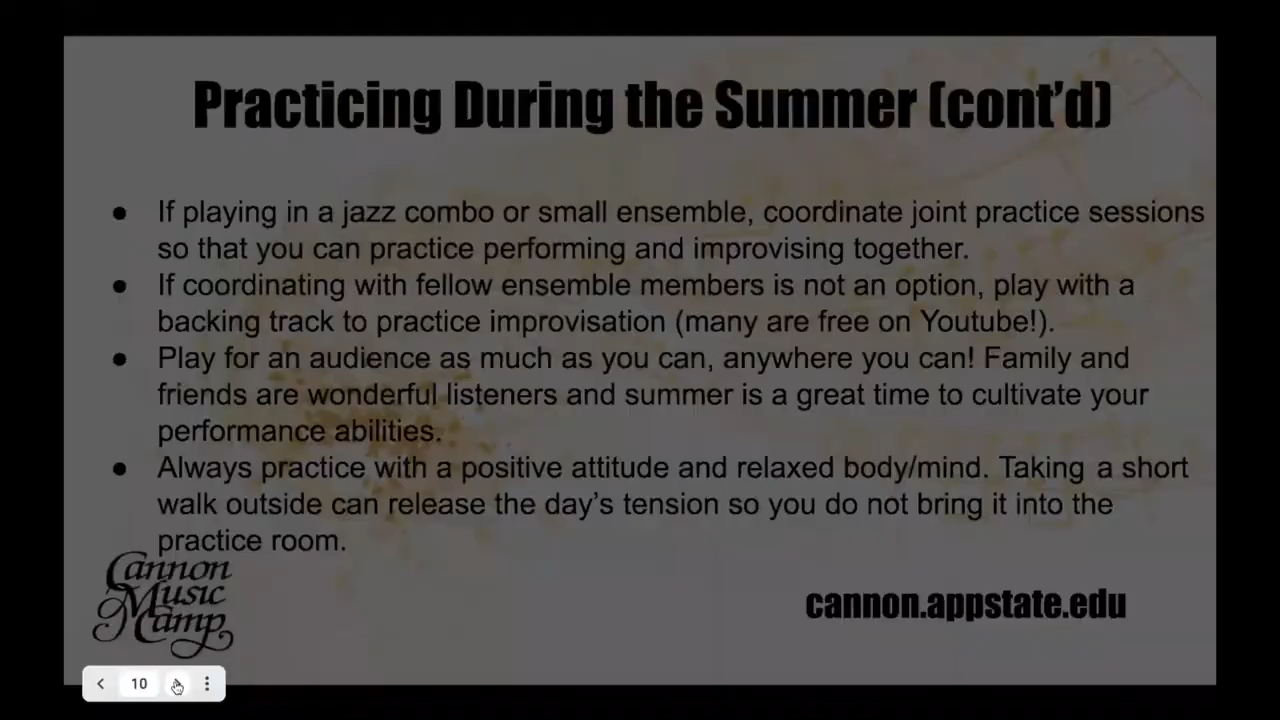 Practicing During the Summer (cont'd)
● If playing in a jazz combo or small ensemble, coordinate joint practice sessions
so that you can practice performing and improvising together.
● If coordinating with fellow ensemble members is not an option, play with a
backing track to practice improvisation (many are free on Youtube!).
● Play for an audience as much as you can, anywhere you can! Family and
friends are wonderful listeners and summer is a great time to cultivate your
performance abilities.
● Always practice with a positive attitude and relaxed body/mind. Taking a short
walk outside can release the day's tension so you do not bring it into the
practice room.
Cannon
Music
Camp
cannon.appstate.edu
10